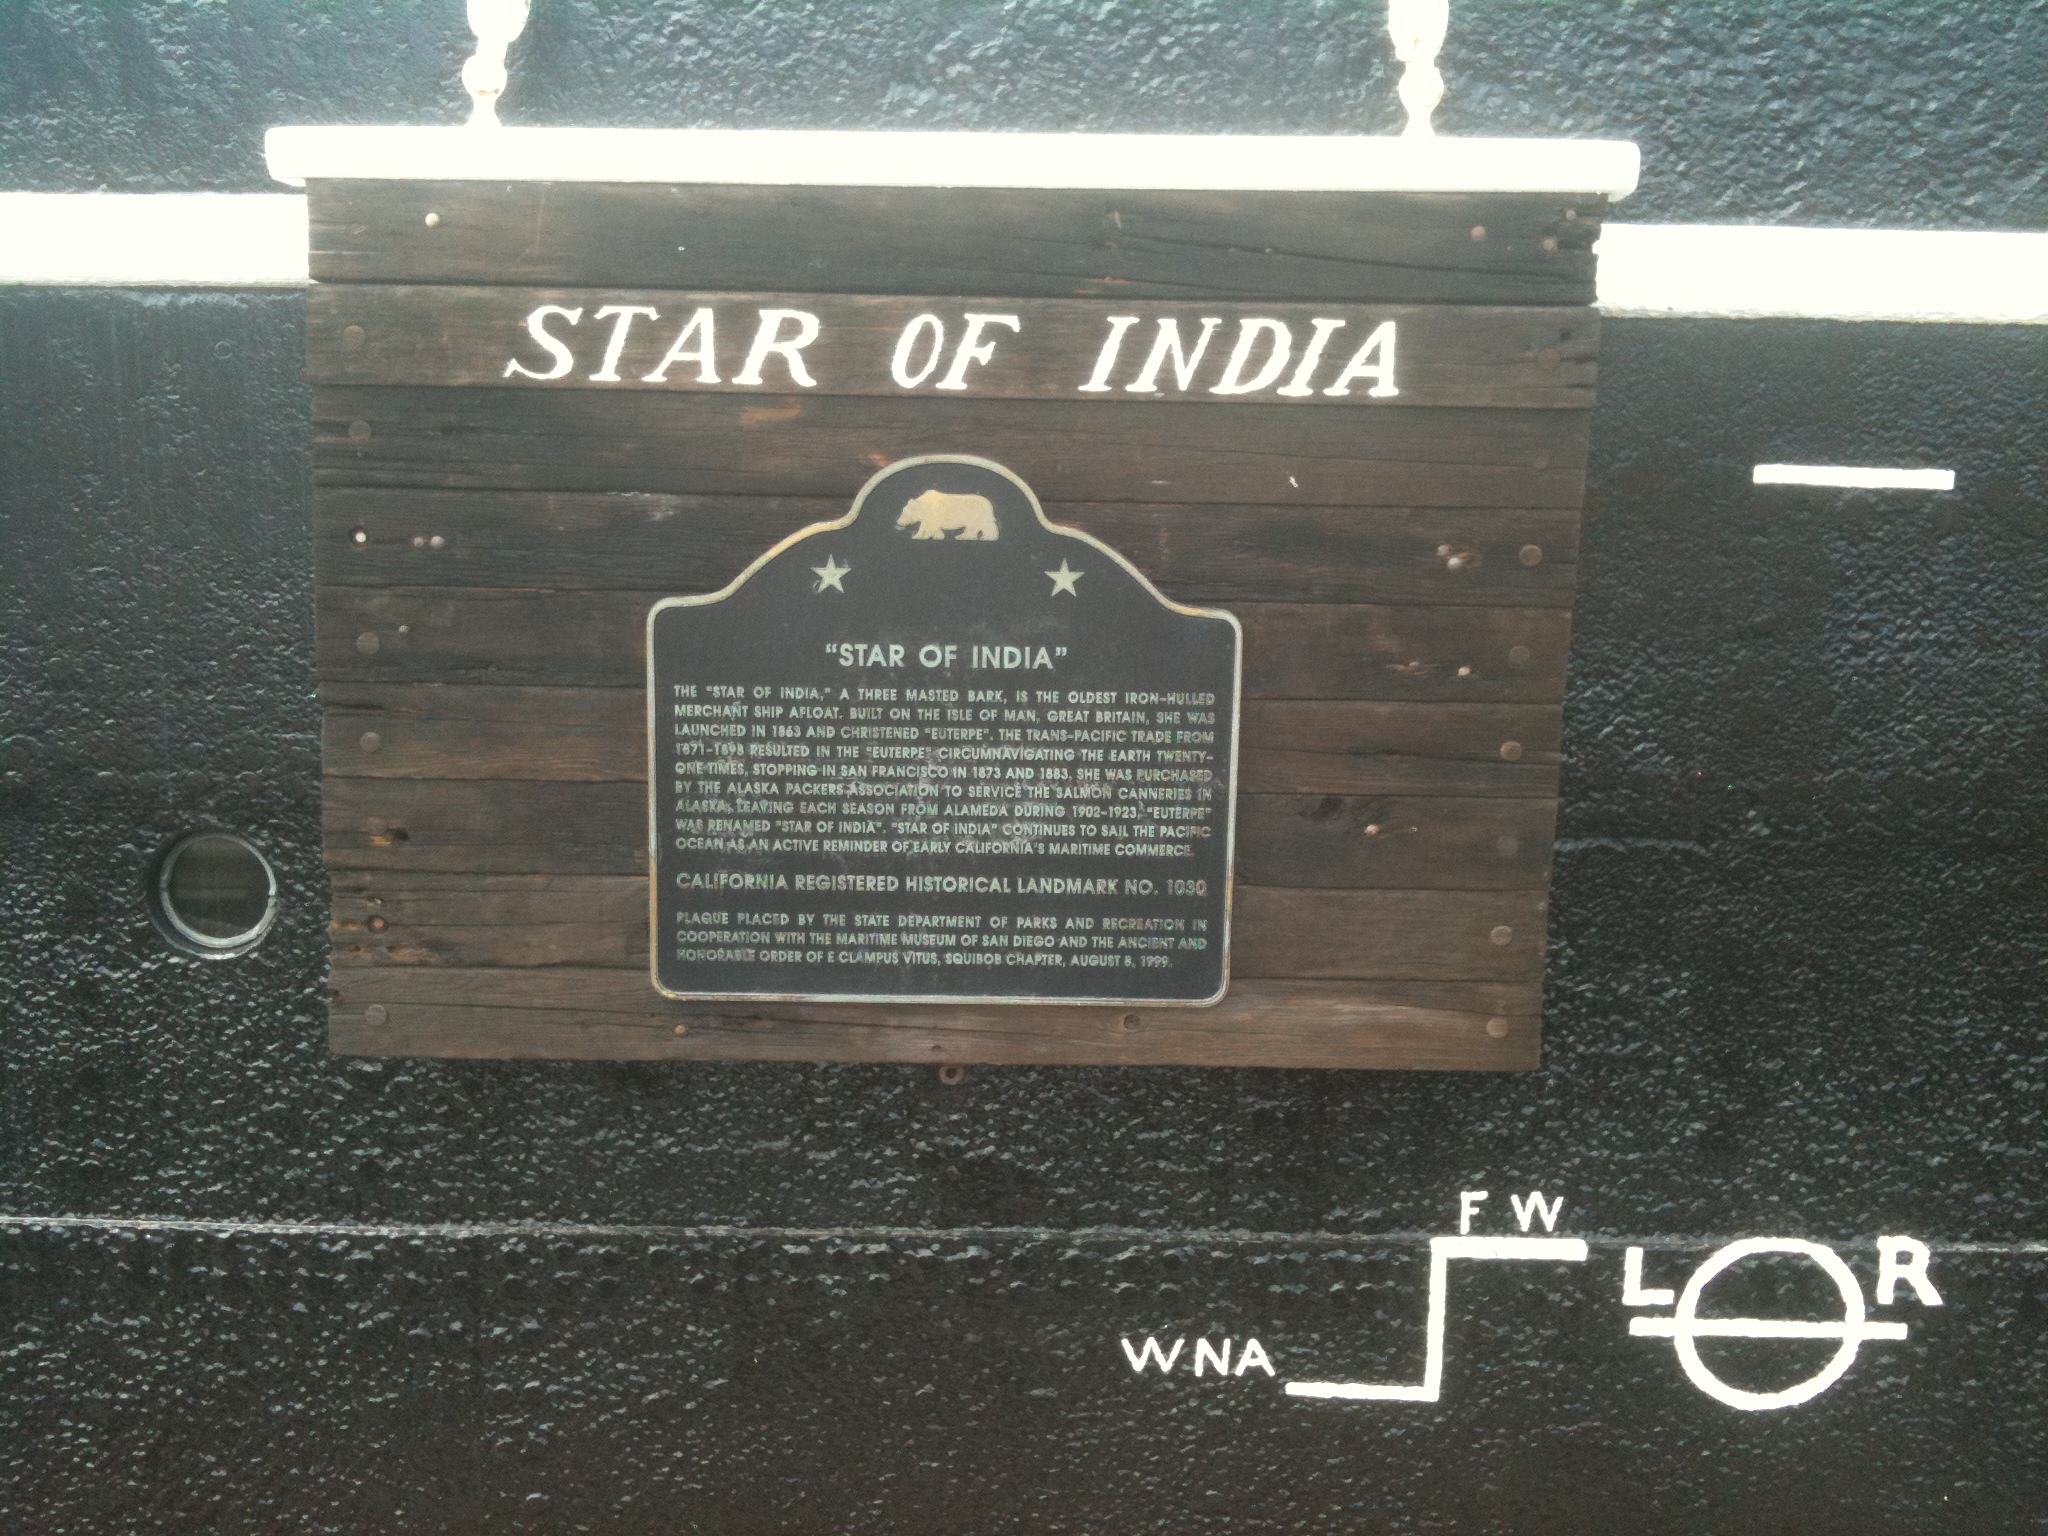 STAR OF INDIA
"STAR OF INDIA"
THE "STAR OF INDIA," A THREE MASTED BARK, IS THE OLDEST IRON-HULLED
MERCHANT SHIP AFLOAT. BUILT ON THE ISLE OF MAN, GREAT BRITAIN, SHE WAS
LAUNCHED IN 1863 AND CHRISTENED "EUTERPE". THE TRANS-PACIFIC TRADE FROM
1871-1898 RESULTED IN THE "EUTERPE" CIRCUMNAVIGATING THE EARTH TWENTY-
ONE TIMES, STOPPING IN SAN FRANCISCO IN 1873 AND 1883. SHE WAS PURCHASED
BY THE ALASKA PACKERS ASSOCIATION TO SERVICE THE SALMON CANNERIES IN
ALASKA, LEAVING EACH SEASON FROM ALAMEDA DURING 1902-1923, "EUTERPE"
WAS RENAMED "STAR OF INDIA". "STAR OF INDIA" CONTINUES TO SAIL THE PACIFIC
OCEAN AS AN ACTIVE REMINDER OF EARLY CALIFORNIA'S MARITIME COMMERCE.
CALIFORNIA REGISTERED HISTORICAL LANDMARK NO. 1030
PLAQUE PLACED BY THE STATE DEPARTMENT OF PARKS AND RECREATION IN
COOPERATION WITH THE MARITIME MUSEUM OF SAN DIEGO AND THE ANCIENT AND
HONORABLE ORDER OF E CLAMPUS VITUS, SQUIBOB CHAPTER, AUGUST 8, 1999.
F W
L R
WNA